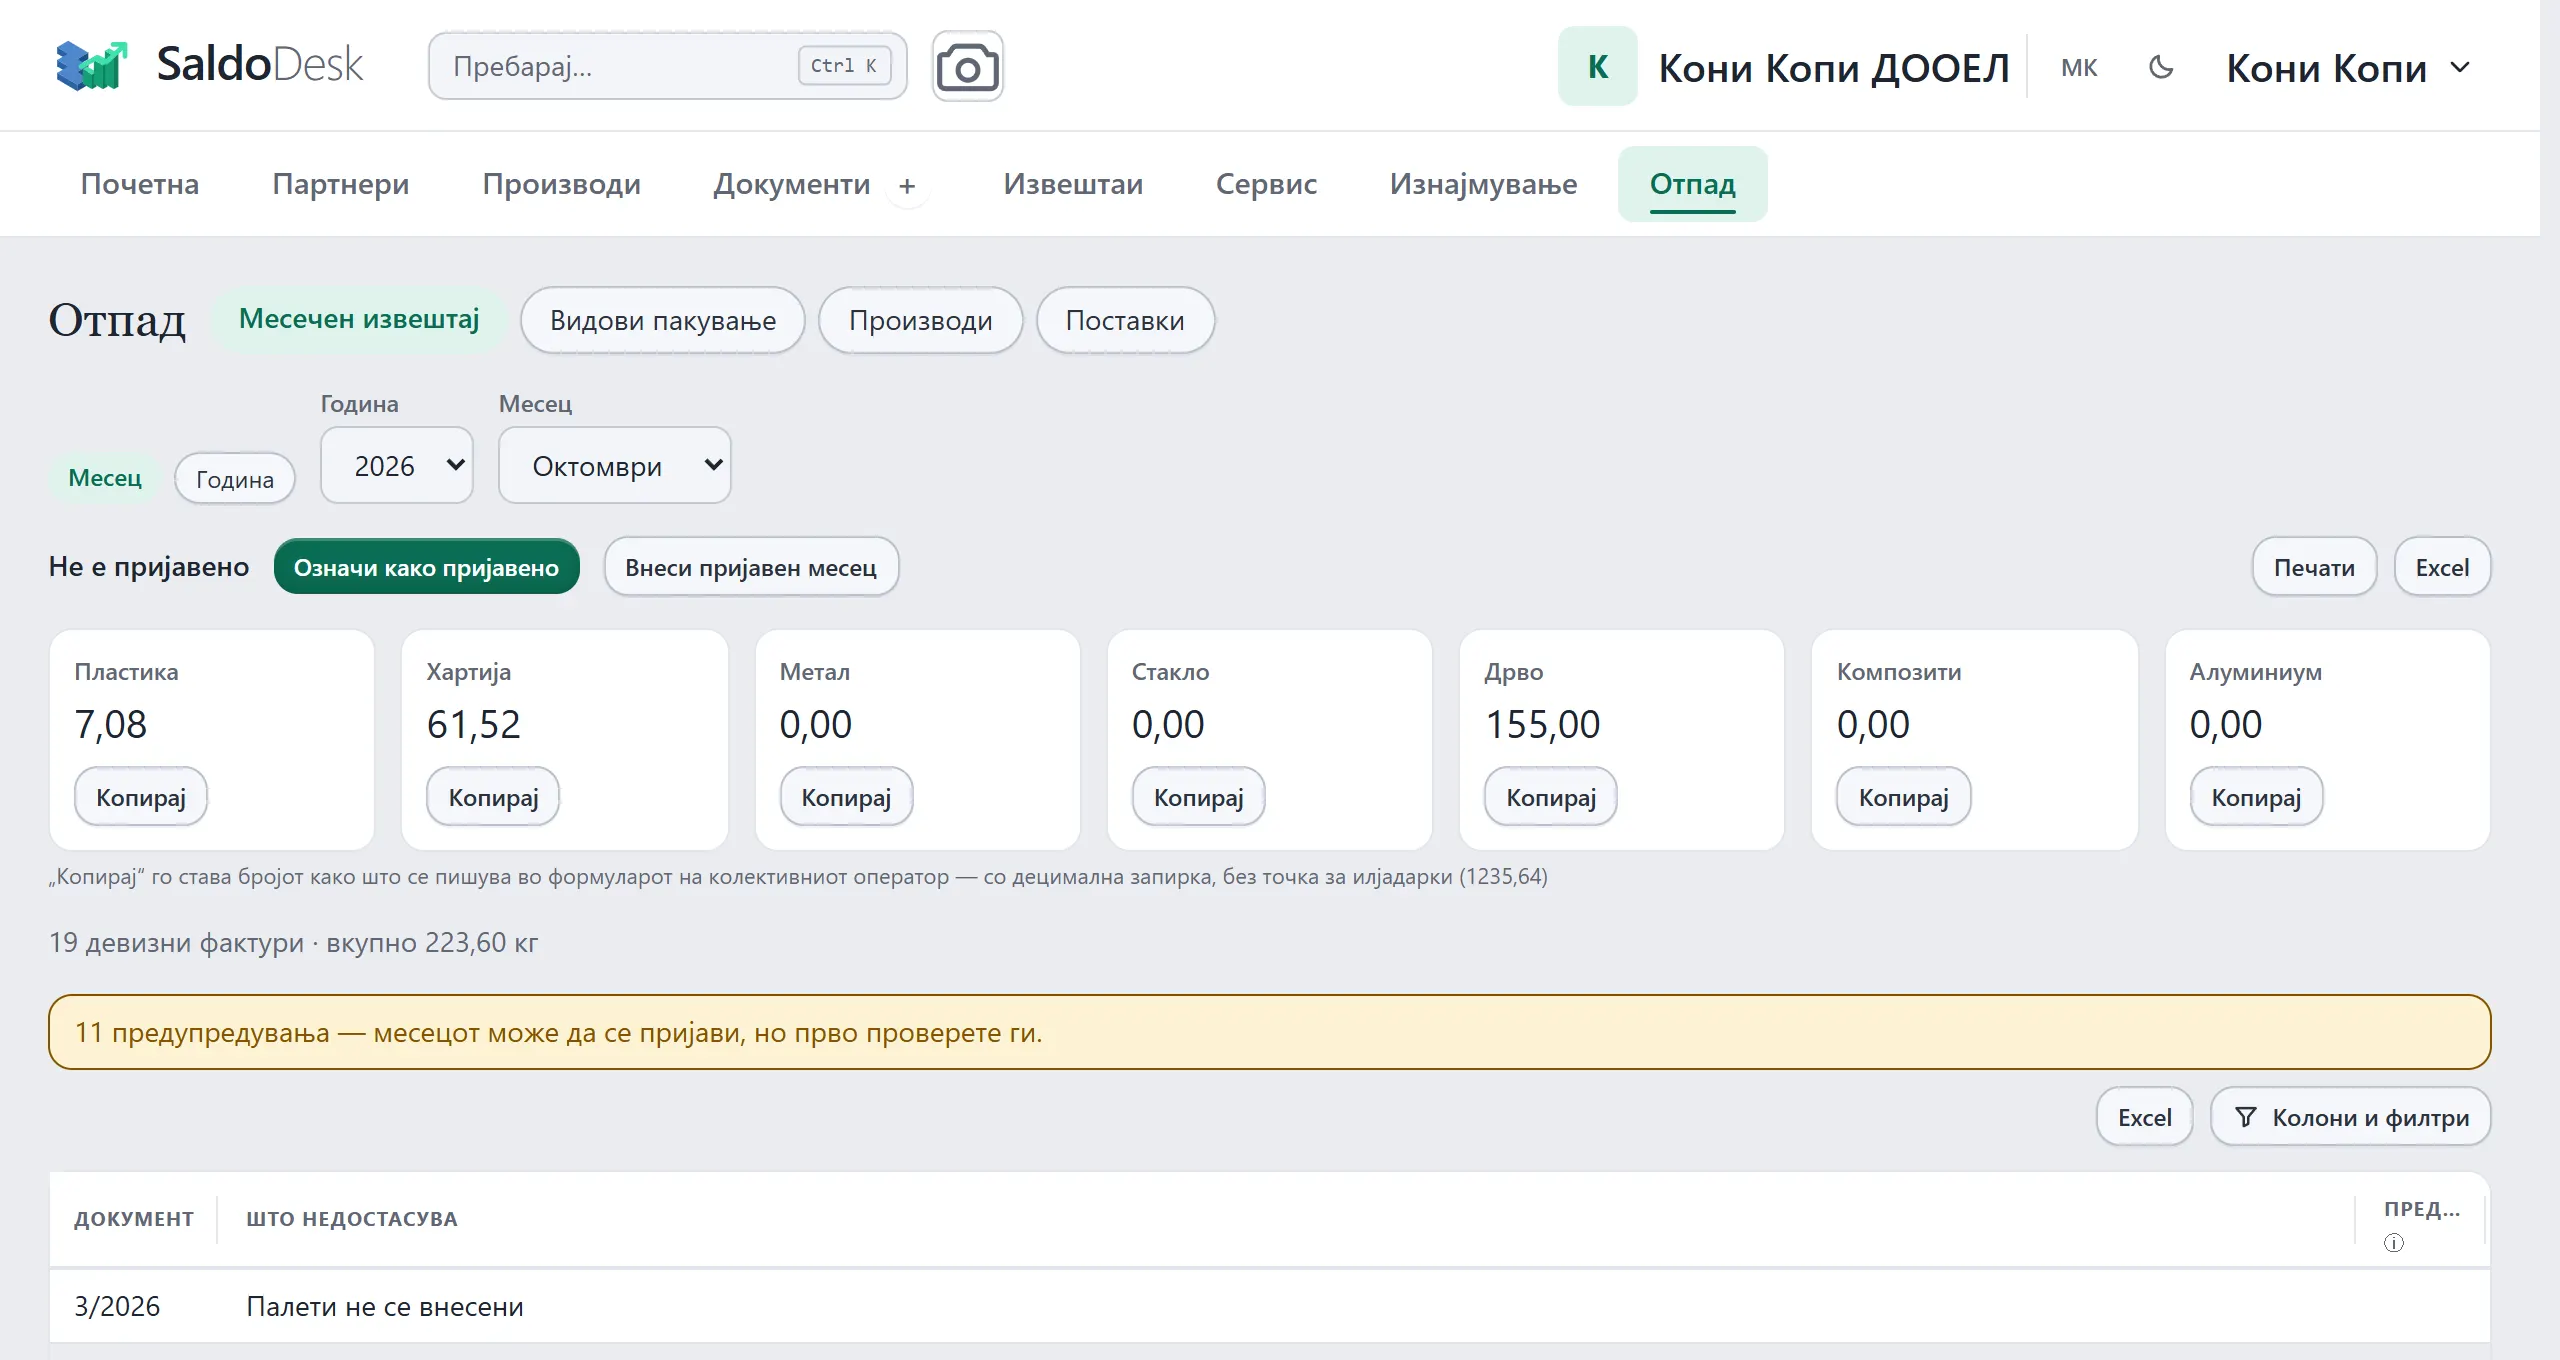 SaldoDesk
Пребарај... Ctrl K
К Кони Копи ДООЕЛ МК Кони Копи
Почетна Партнери Производи Документи + Извештаи Сервис Изнајмување Отпад
Отпад Месечен извештај Видови пакување Производи Поставки
Година Месец
Месец Година 2026 Октомври
Не е пријавено Означи како пријавено Внеси пријавен месец Печати Excel
Пластика Хартија Метал Стакло Дрво Композити Алуминиум
7,08 61,52 0,00 0,00 155,00 0,00 0,00
Копирај Копирај Копирај Копирај Копирај Копирај Копирај
„Копирај“ го става бројот како што се пишува во формуларот на колективниот оператор — со децимална запирка, без точка за илјадарки (1235,64)
19 девизни фактури · вкупно 223,60 кг
11 предупредувања — месецот може да се пријави, но прво проверете ги.
Excel Колони и филтри
ДОКУМЕНТ ШТО НЕДОСТАСУВА ПРЕД...
3/2026 Палети не се внесени